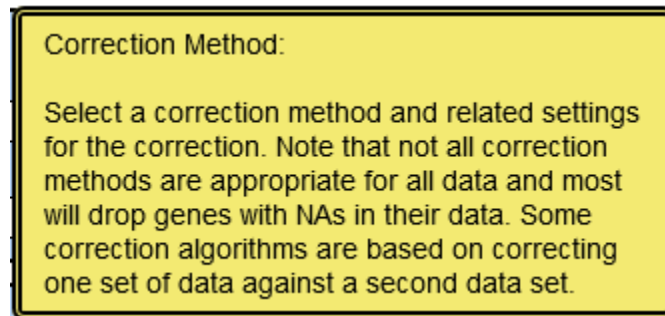 Correction Method:
Select a correction method and related settings
for the correction. Note that not all correction
methods are appropriate for all data and most
will drop genes with NAs in their data. Some
correction algorithms are based on correcting
one set of data against a second data set.